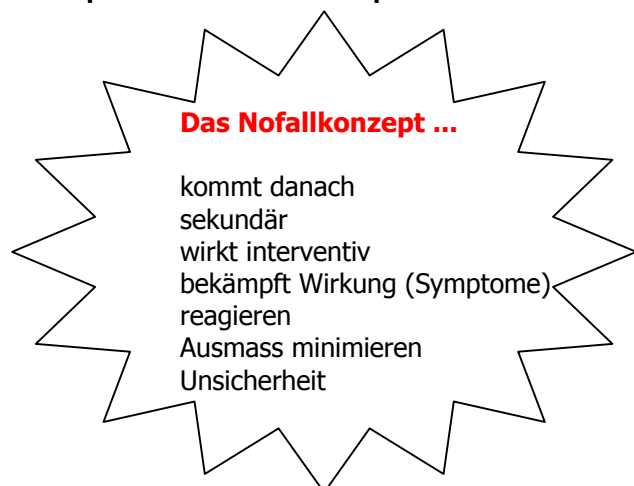 Das Nofallkonzept ...
kommt danach
sekundär
wirkt interventiv
bekämpft Wirkung (Symptome)
reagieren
Ausmass minimieren
Unsicherheit